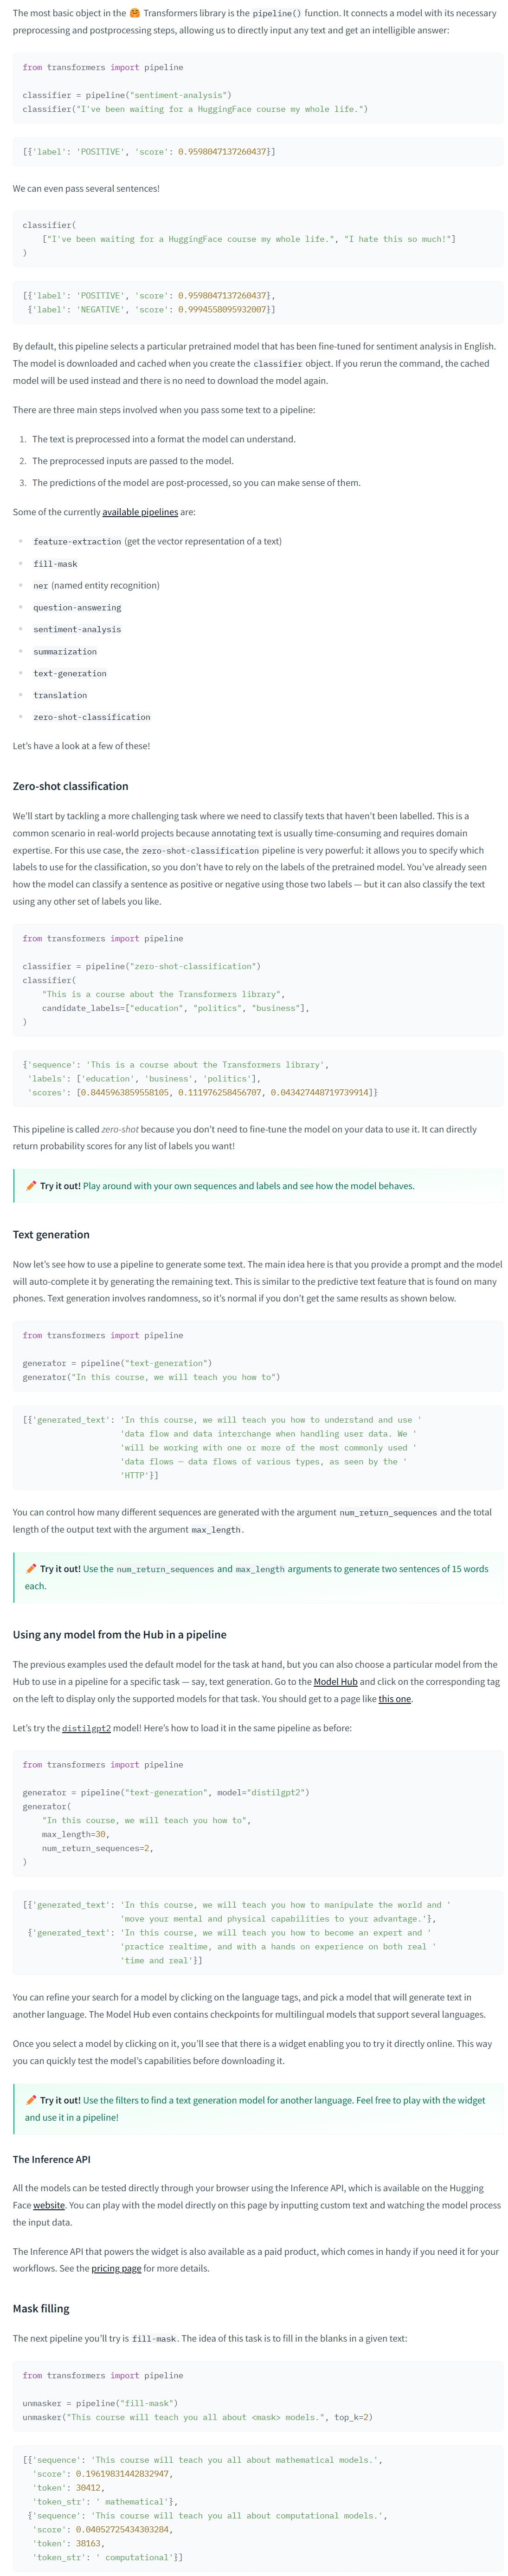 The most basic object in the 🤗 Transformers library is the pipeline() function. It connects a model with its necessary
preprocessing and postprocessing steps, allowing us to directly input any text and get an intelligible answer:
from transformers import pipeline

classifier = pipeline("sentiment-analysis")
classifier("I've been waiting for a HuggingFace course my whole life.")
[{'label': 'POSITIVE', 'score': 0.9598047137260437}]
We can even pass several sentences!
classifier(
    ["I've been waiting for a HuggingFace course my whole life.", "I hate this so much!"]
)
[{'label': 'POSITIVE', 'score': 0.9598047137260437},
 {'label': 'NEGATIVE', 'score': 0.9994558095932007}]
By default, this pipeline selects a particular pretrained model that has been fine-tuned for sentiment analysis in English.
The model is downloaded and cached when you create the classifier object. If you rerun the command, the cached
model will be used instead and there is no need to download the model again.
There are three main steps involved when you pass some text to a pipeline:
1. The text is preprocessed into a format the model can understand.
2. The preprocessed inputs are passed to the model.
3. The predictions of the model are post-processed, so you can make sense of them.
Some of the currently available pipelines are:
feature-extraction (get the vector representation of a text)
fill-mask
ner (named entity recognition)
question-answering
sentiment-analysis
summarization
text-generation
translation
zero-shot-classification
Let's have a look at a few of these!
Zero-shot classification
We'll start by tackling a more challenging task where we need to classify texts that haven't been labelled. This is a
common scenario in real-world projects because annotating text is usually time-consuming and requires domain
expertise. For this use case, the zero-shot-classification pipeline is very powerful: it allows you to specify which
labels to use for the classification, so you don't have to rely on the labels of the pretrained model. You've already seen
how the model can classify a sentence as positive or negative using those two labels — but it can also classify the text
using any other set of labels you like.
from transformers import pipeline

classifier = pipeline("zero-shot-classification")
classifier(
    "This is a course about the Transformers library",
    candidate_labels=["education", "politics", "business"],
)
{'sequence': 'This is a course about the Transformers library',
 'labels': ['education', 'business', 'politics'],
 'scores': [0.8445963859558105, 0.111976258456707, 0.043427448719739914]}
This pipeline is called zero-shot because you don't need to fine-tune the model on your data to use it. It can directly
return probability scores for any list of labels you want!
✏️ Try it out! Play around with your own sequences and labels and see how the model behaves.
Text generation
Now let's see how to use a pipeline to generate some text. The main idea here is that you provide a prompt and the model
will auto-complete it by generating the remaining text. This is similar to the predictive text feature that is found on many
phones. Text generation involves randomness, so it's normal if you don't get the same results as shown below.
from transformers import pipeline

generator = pipeline("text-generation")
generator("In this course, we will teach you how to")
[{'generated_text': 'In this course, we will teach you how to understand and use '
                    'data flow and data interchange when handling user data. We '
                    'will be working with one or more of the most commonly used '
                    'data flows — data flows of various types, as seen by the '
                    'HTTP'}]
You can control how many different sequences are generated with the argument num_return_sequences and the total
length of the output text with the argument max_length.
✏️ Try it out! Use the num_return_sequences and max_length arguments to generate two sentences of 15 words
each.
Using any model from the Hub in a pipeline
The previous examples used the default model for the task at hand, but you can also choose a particular model from the
Hub to use in a pipeline for a specific task — say, text generation. Go to the Model Hub and click on the corresponding tag
on the left to display only the supported models for that task. You should get to a page like this one.
Let's try the distilgpt2 model! Here's how to load it in the same pipeline as before:
from transformers import pipeline

generator = pipeline("text-generation", model="distilgpt2")
generator(
    "In this course, we will teach you how to",
    max_length=30,
    num_return_sequences=2,
)
[{'generated_text': 'In this course, we will teach you how to manipulate the world and '
                    'move your mental and physical capabilities to your advantage.'},
 {'generated_text': 'In this course, we will teach you how to become an expert and '
                    'practice realtime, and with a hands on experience on both real '
                    'time and real'}]
You can refine your search for a model by clicking on the language tags, and pick a model that will generate text in
another language. The Model Hub even contains checkpoints for multilingual models that support several languages.
Once you select a model by clicking on it, you'll see that there is a widget enabling you to try it directly online. This way
you can quickly test the model's capabilities before downloading it.
✏️ Try it out! Use the filters to find a text generation model for another language. Feel free to play with the widget
and use it in a pipeline!
The Inference API
All the models can be tested directly through your browser using the Inference API, which is available on the Hugging
Face website. You can play with the model directly on this page by inputting custom text and watching the model process
the input data.
The Inference API that powers the widget is also available as a paid product, which comes in handy if you need it for your
workflows. See the pricing page for more details.
Mask filling
The next pipeline you'll try is fill-mask. The idea of this task is to fill in the blanks in a given text:
from transformers import pipeline

unmasker = pipeline("fill-mask")
unmasker("This course will teach you all about <mask> models.", top_k=2)
[{'sequence': 'This course will teach you all about mathematical models.',
  'score': 0.19619831442832947,
  'token': 30412,
  'token_str': ' mathematical'},
 {'sequence': 'This course will teach you all about computational models.',
  'score': 0.04052725434303284,
  'token': 38163,
  'token_str': ' computational'}]